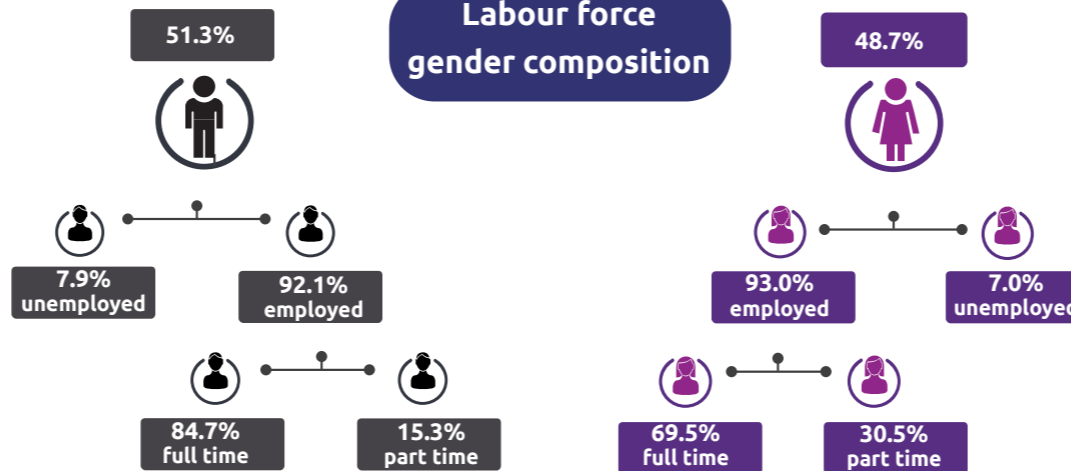 51.3%
Labour force
gender composition
48.7%
7.9%
unemployed
92.1%
employed
93.0%
employed
7.0%
unemployed
84.7%
full time
15.3%
part time
69.5%
full time
30.5%
part time